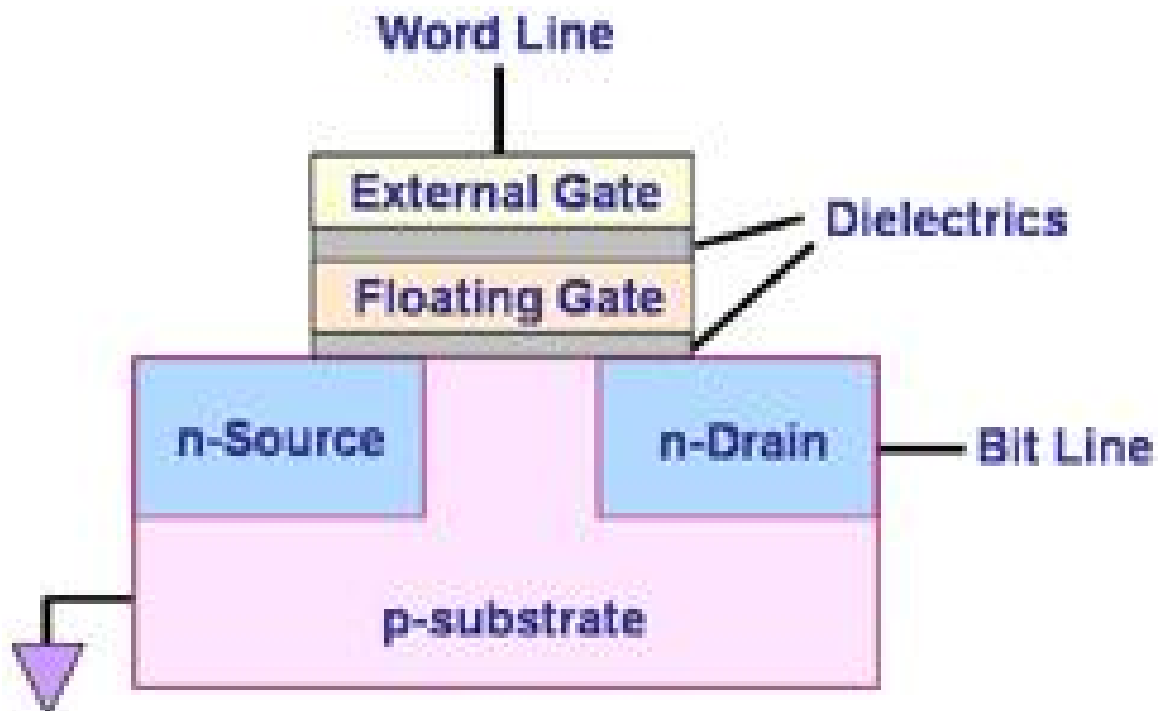 Word Line
External Gate
Dielectrics
Floating Gate
n-Source
n-Drain
Bit Line
p-substrate